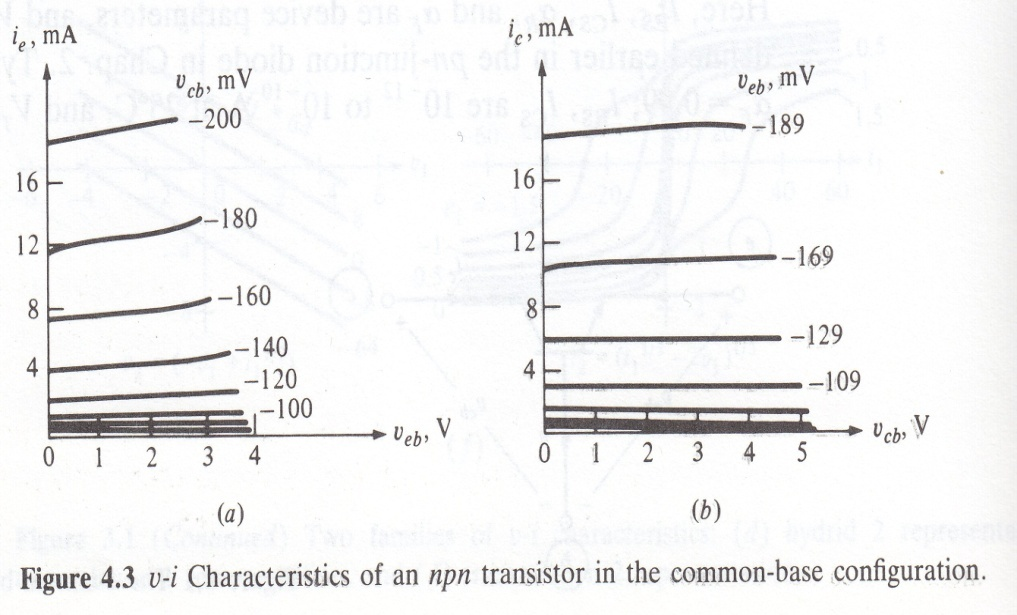 i_e, mA
v_cb, mV
−200
16
−180
12
8
−160
−140
4
−120
−100
0 1 2 3 4
v_eb, V
(a)
i_c, mA
v_eb, mV
−189
16
12
−169
8
−129
4
−109
0 1 2 3 4 5
v_cb, V
(b)
Figure 4.3 v-i Characteristics of an npn transistor in the common-base configuration.